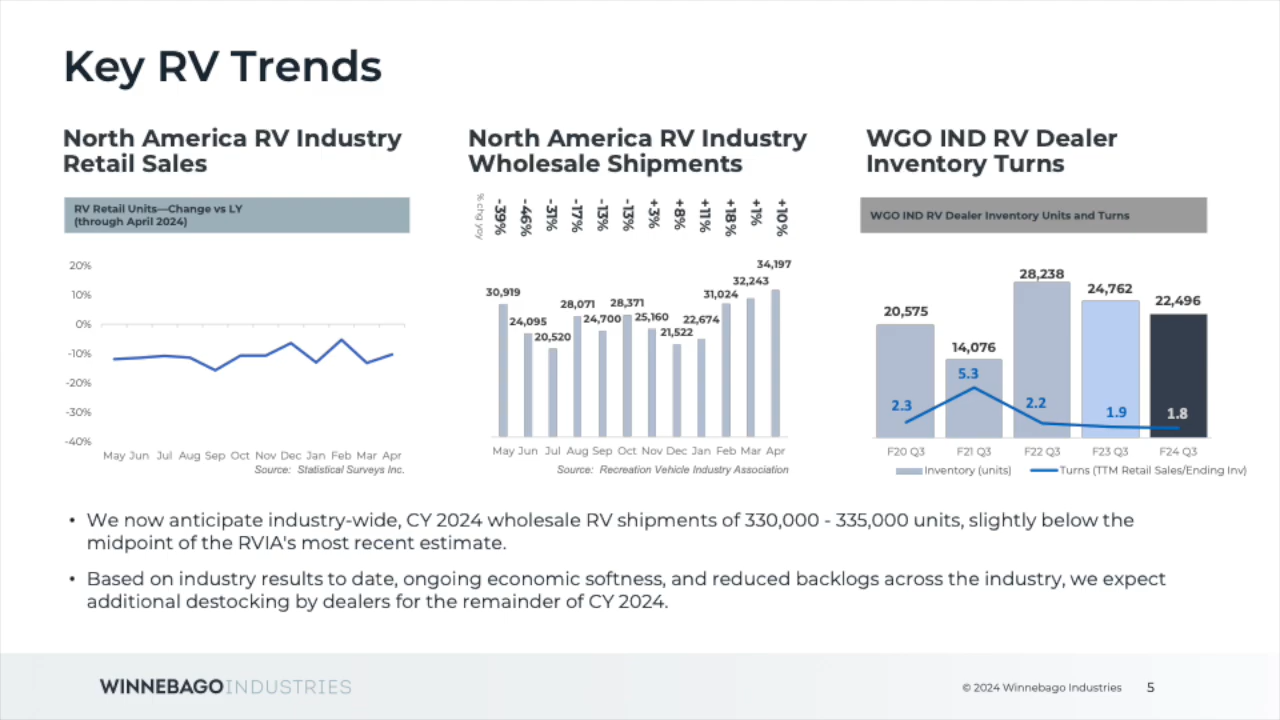 Key RV Trends
North America RV Industry
Retail Sales
RV Retail Units—Change vs LY
(through April 2024)
20%
10%
0%
-10%
-20%
-30%
-40%
May Jun Jul Aug Sep Oct Nov Dec Jan Feb Mar Apr
Source: Statistical Surveys Inc.
North America RV Industry
Wholesale Shipments
% chg yoy
-39% -46% -31% -17% -13% -13% +3% +8% +11% +18% +1% +10%
30,919 24,095 20,520 28,071 24,700 28,371 25,160 21,522 22,674 31,024 32,243 34,197
May Jun Jul Aug Sep Oct Nov Dec Jan Feb Mar Apr
Source: Recreation Vehicle Industry Association
WGO IND RV Dealer
Inventory Turns
WGO IND RV Dealer Inventory Units and Turns
20,575 14,076 28,238 24,762 22,496
2.3 5.3 2.2 1.9 1.8
F20 Q3 F21 Q3 F22 Q3 F23 Q3 F24 Q3
Inventory (units) Turns (TTM Retail Sales/Ending Inv)
• We now anticipate industry-wide, CY 2024 wholesale RV shipments of 330,000 - 335,000 units, slightly below the
midpoint of the RVIA's most recent estimate.
• Based on industry results to date, ongoing economic softness, and reduced backlogs across the industry, we expect
additional destocking by dealers for the remainder of CY 2024.
WINNEBAGO INDUSTRIES
© 2024 Winnebago Industries 5